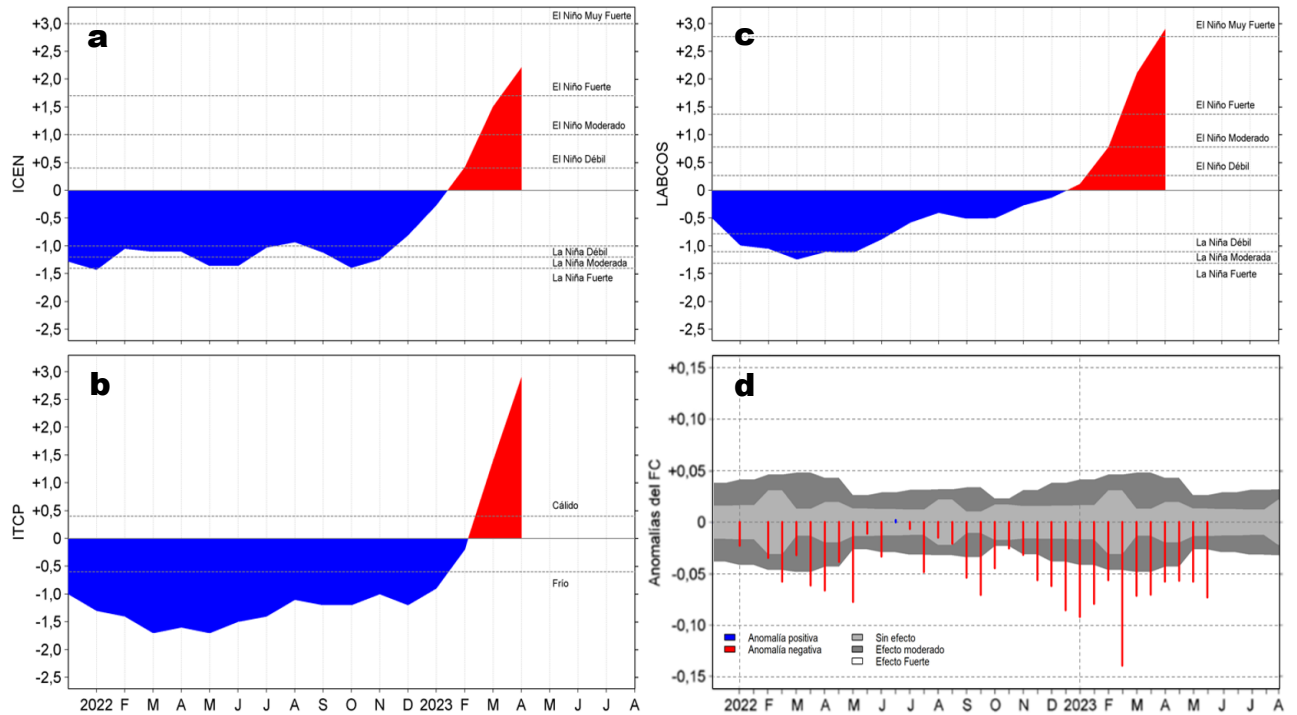 a
ICEN
+3,0
+2,5
+2,0
+1,5
+1,0
+0,5
0
-0,5
-1,0
-1,5
-2,0
-2,5
El Niño Muy Fuerte
El Niño Fuerte
El Niño Moderado
El Niño Débil
La Niña Débil
La Niña Moderada
La Niña Fuerte
c
LABCOS
+3,0
+2,5
+2,0
+1,5
+1,0
+0,5
0
-0,5
-1,0
-1,5
-2,0
-2,5
El Niño Muy Fuerte
El Niño Fuerte
El Niño Moderado
El Niño Débil
La Niña Débil
La Niña Moderada
La Niña Fuerte
b
ITCP
+3,0
+2,5
+2,0
+1,5
+1,0
+0,5
0
-0,5
-1,0
-1,5
-2,0
-2,5
Cálido
Frío
2022 F M A M J J A S O N D 2023 F M A M J J A
d
Anomalías del FC
+0,15
+0,10
+0,05
0
-0,05
-0,10
-0,15
Anomalía positiva
Anomalía negativa
Sin efecto
Efecto moderado
Efecto Fuerte
2022 F M A M J J A S O N D 2023 F M A M J J A